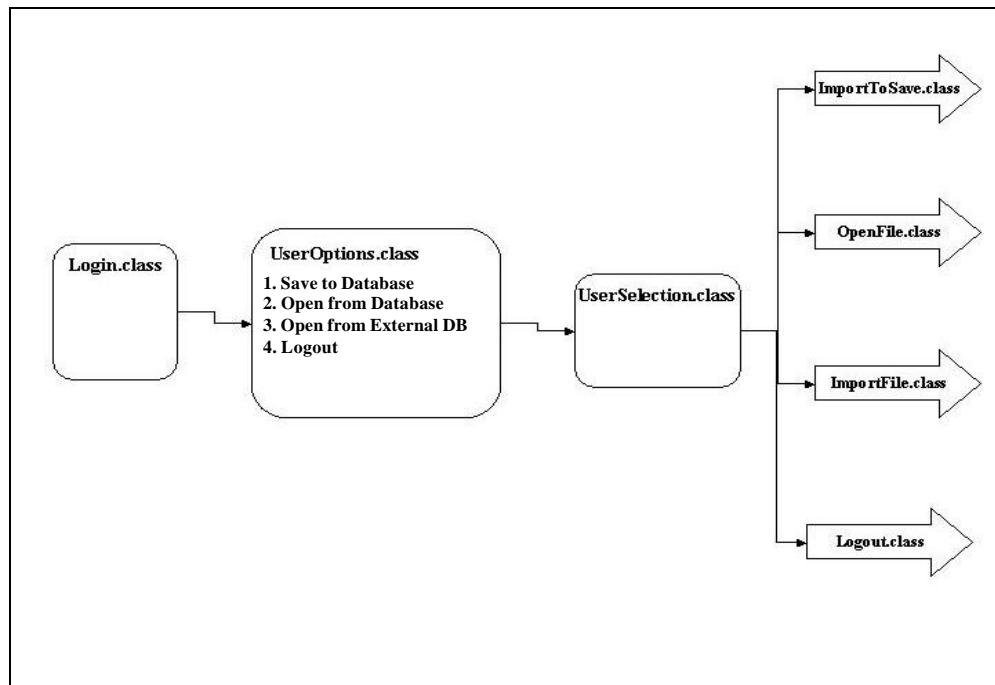 Login.class
UserOptions.class
1. Save to Database
2. Open from Database
3. Open from External DB
4. Logout
UserSelection.class
ImportToSave.class
OpenFile.class
ImportFile.class
Logout.class